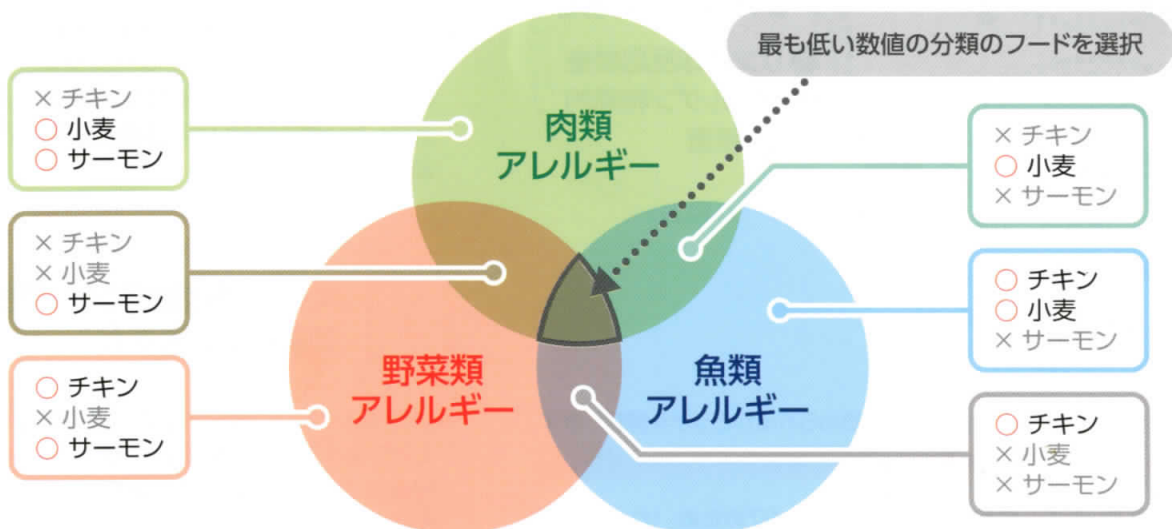 最も低い数値の分類のフードを選択
× チキン
○ 小麦
○ サーモン
肉類
アレルギー
× チキン
○ 小麦
× サーモン
× チキン
× 小麦
○ サーモン
○ チキン
○ 小麦
× サーモン
野菜類
アレルギー
魚類
アレルギー
○ チキン
× 小麦
○ サーモン
○ チキン
× 小麦
× サーモン